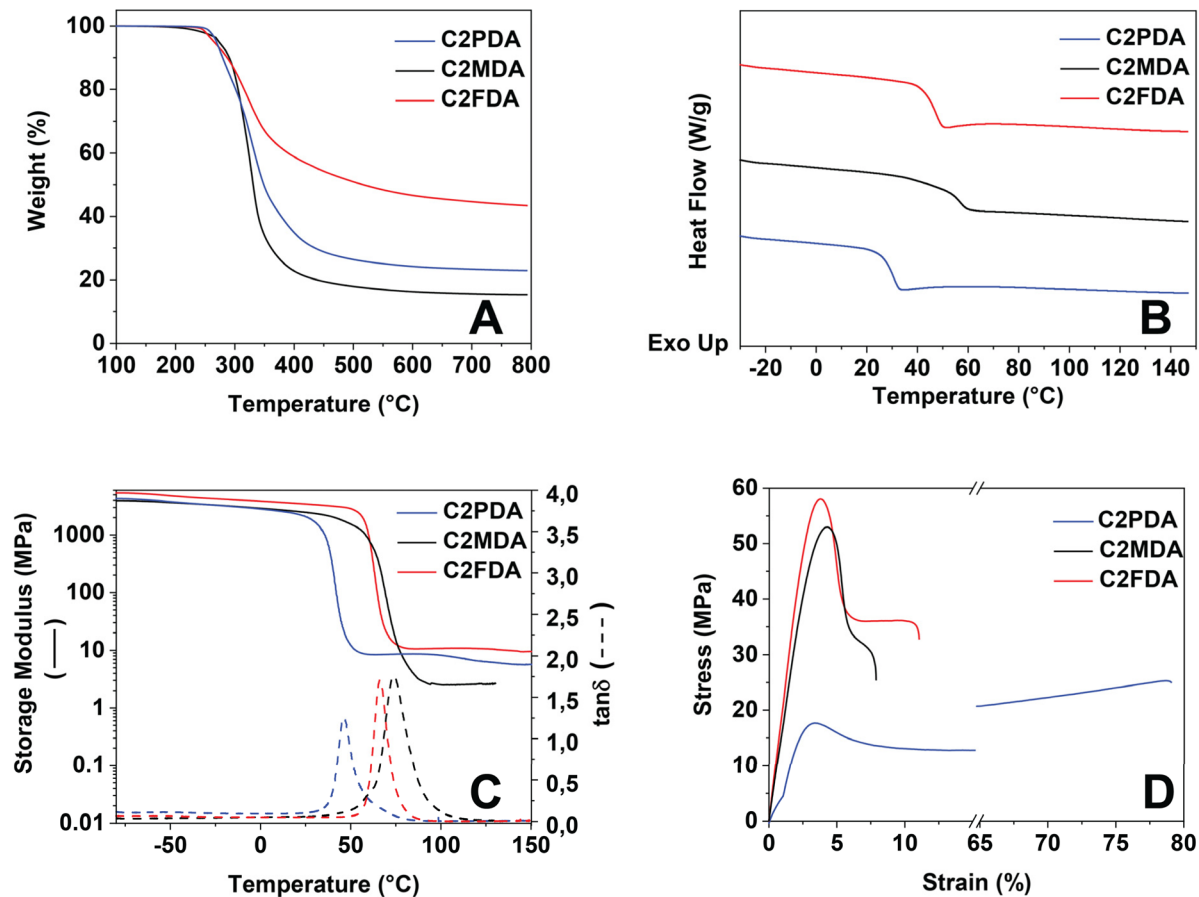 100
80
60
40
20
0
Weight (%)
C2PDA
C2MDA
C2FDA
A
100 200 300 400 500 600 700 800
Temperature (°C)
Heat Flow (W/g)
C2PDA
C2MDA
C2FDA
B
Exo Up
-20 0 20 40 60 80 100 120 140
Temperature (°C)
Storage Modulus (MPa)
(——)
1000
100
10
1
0.1
0.01
C2PDA
C2MDA
C2FDA
4,0
3,5
3,0
2,5
2,0
1,5
1,0
0,5
0,0
tanδ (---)
C
-50 0 50 100 150
Temperature (°C)
Stress (MPa)
60
50
40
30
20
10
0
C2PDA
C2MDA
C2FDA
D
0 5 10 65 70 75 80
Strain (%)